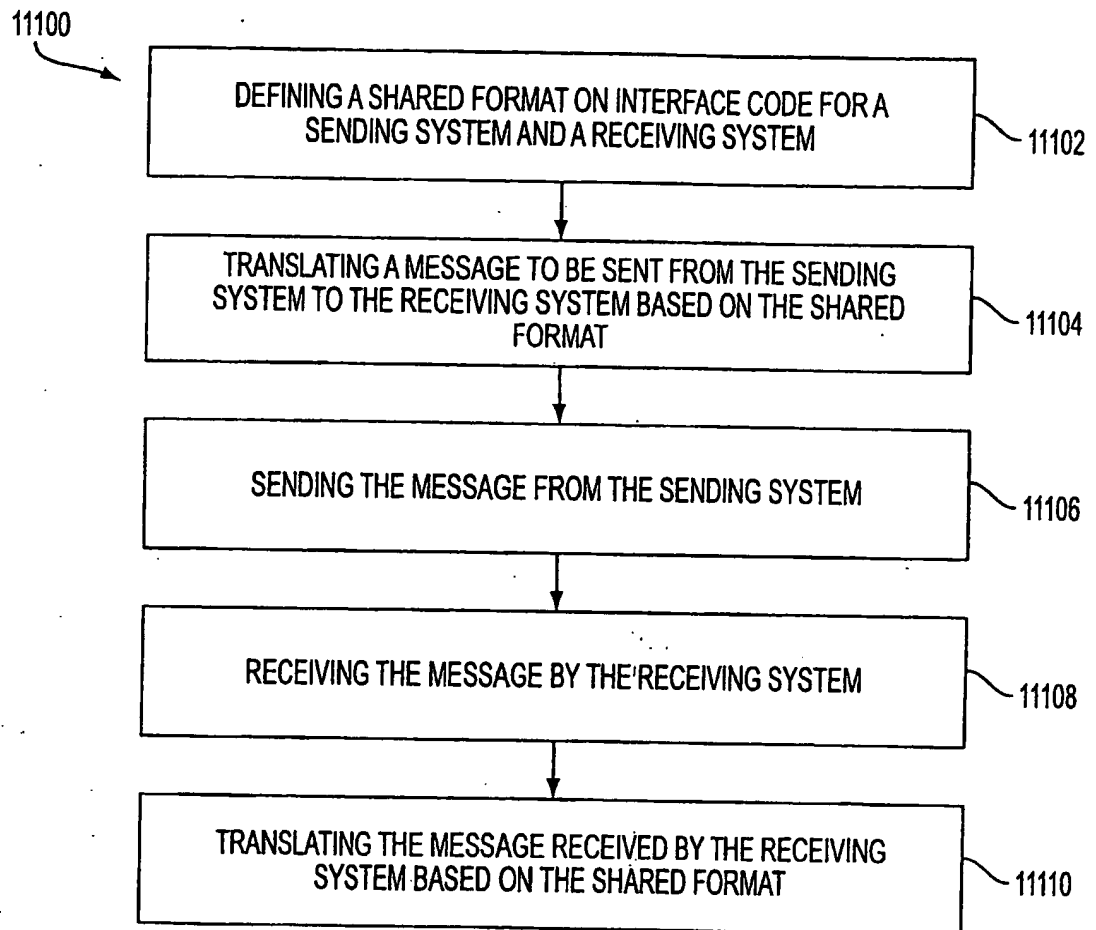 11100
DEFINING A SHARED FORMAT ON INTERFACE CODE FOR A
SENDING SYSTEM AND A RECEIVING SYSTEM
11102
TRANSLATING A MESSAGE TO BE SENT FROM THE SENDING
SYSTEM TO THE RECEIVING SYSTEM BASED ON THE SHARED
FORMAT
11104
SENDING THE MESSAGE FROM THE SENDING SYSTEM
11106
RECEIVING THE MESSAGE BY THE RECEIVING SYSTEM
11108
TRANSLATING THE MESSAGE RECEIVED BY THE RECEIVING
SYSTEM BASED ON THE SHARED FORMAT
11110